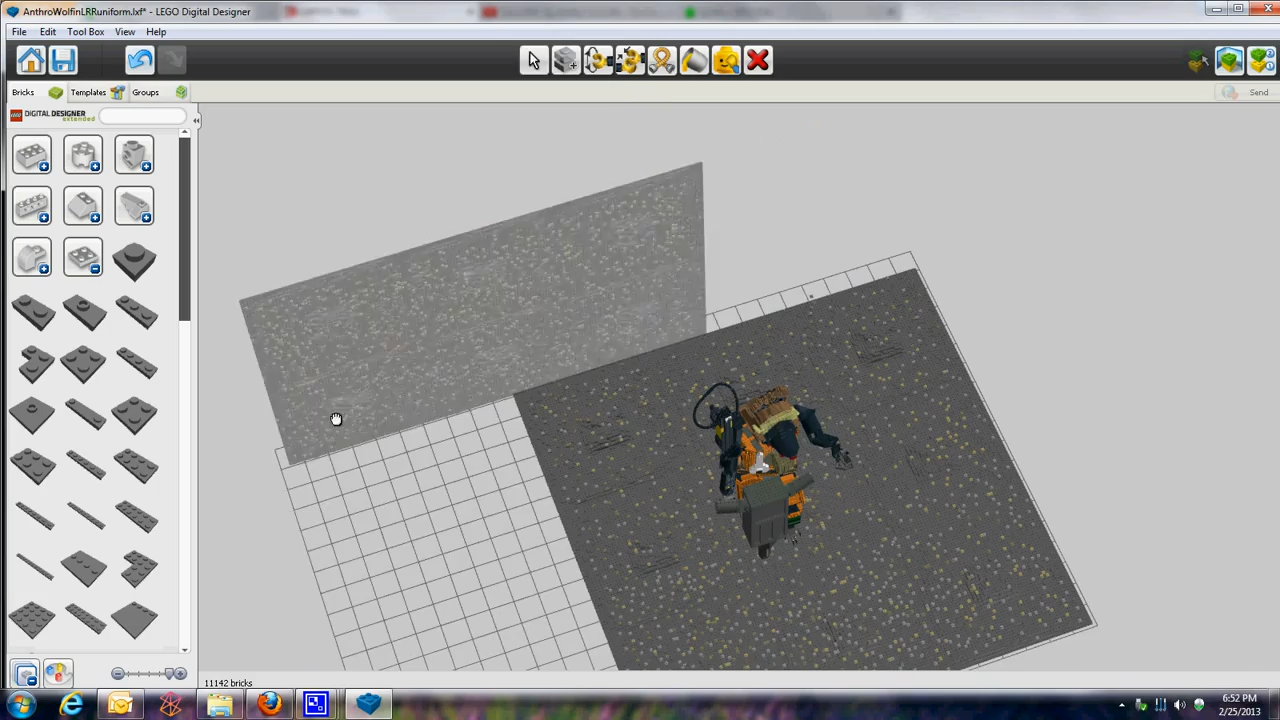 AnthroWolfinLRRuniform.lxf* - LEGO Digital Designer
File Edit Tool Box View Help
Bricks Templates Groups
Send
DIGITAL DESIGNER
extended
11142 bricks
6:52 PM
2/25/2013